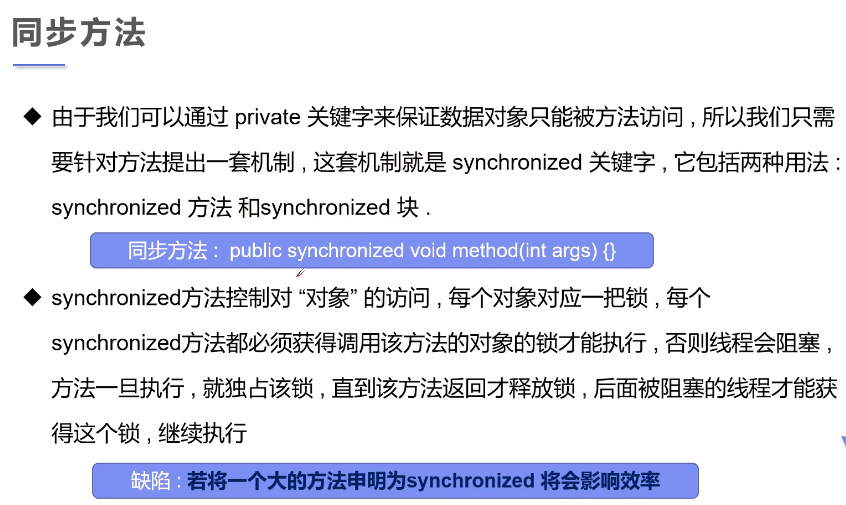 同步方法
◆ 由于我们可以通过 private 关键字来保证数据对象只能被方法访问 , 所以我们只需
要针对方法提出一套机制 , 这套机制就是 synchronized 关键字 , 它包括两种用法 :
synchronized 方法 和synchronized 块 .
同步方法 : public synchronized void method(int args) {}
◆ synchronized方法控制对 “对象” 的访问 , 每个对象对应一把锁 , 每个
synchronized方法都必须获得调用该方法的对象的锁才能执行 , 否则线程会阻塞 ,
方法一旦执行 , 就独占该锁 , 直到该方法返回才释放锁 , 后面被阻塞的线程才能获
得这个锁 , 继续执行
缺陷 : 若将一个大的方法申明为synchronized 将会影响效率